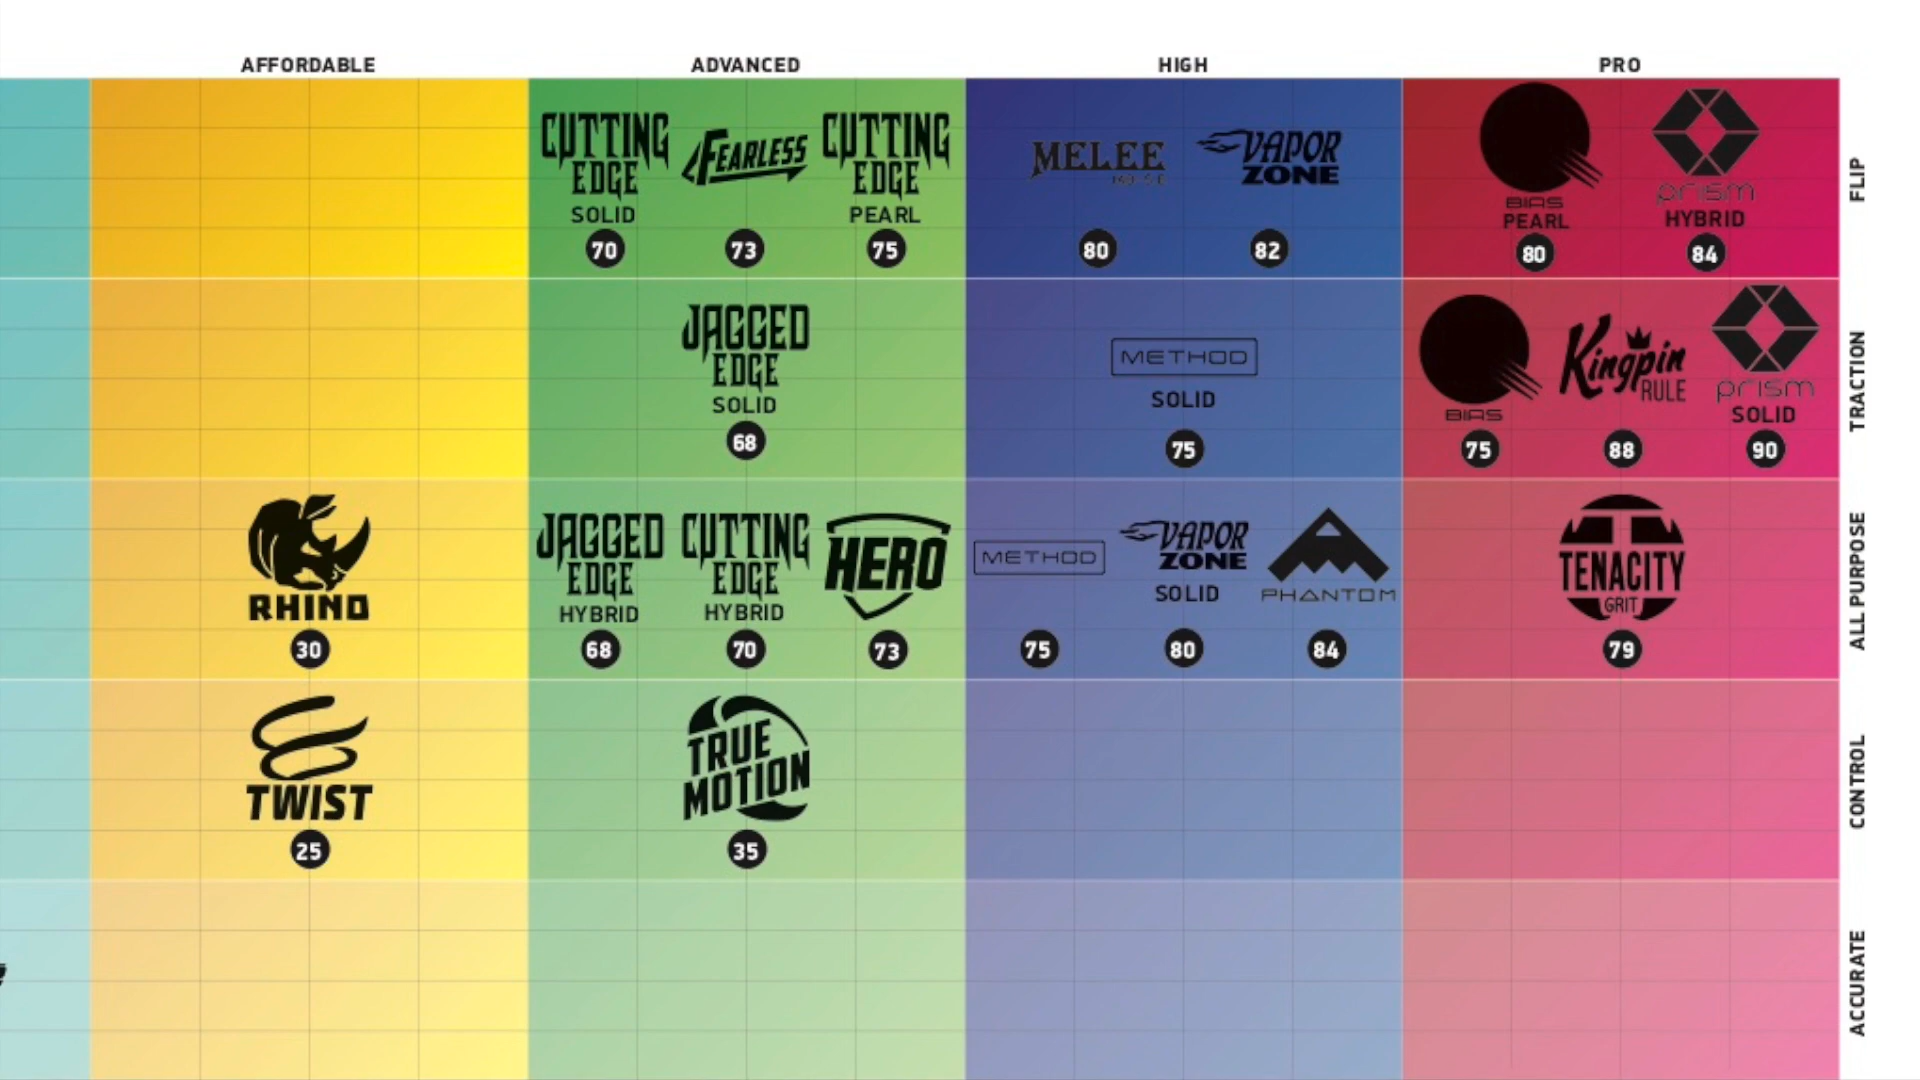 AFFORDABLE
ADVANCED
HIGH
PRO
CUTTING EDGE
SOLID
70
FEARLESS
73
CUTTING EDGE
PEARL
75
MELEE
80
VAPOR ZONE
82
BIAS
PEARL
80
prism
HYBRID
84
FLIP
JAGGED EDGE
SOLID
68
METHOD
SOLID
75
BIAS
75
Kingpin
RULE
88
prism
SOLID
90
TRACTION
RHINO
30
JAGGED EDGE
HYBRID
68
CUTTING EDGE
HYBRID
70
HERO
73
METHOD
75
VAPOR ZONE
SOLID
80
PHANTOM
84
TENACITY
GRIT
79
ALL PURPOSE
TWIST
25
TRUE MOTION
35
CONTROL
ACCURATE